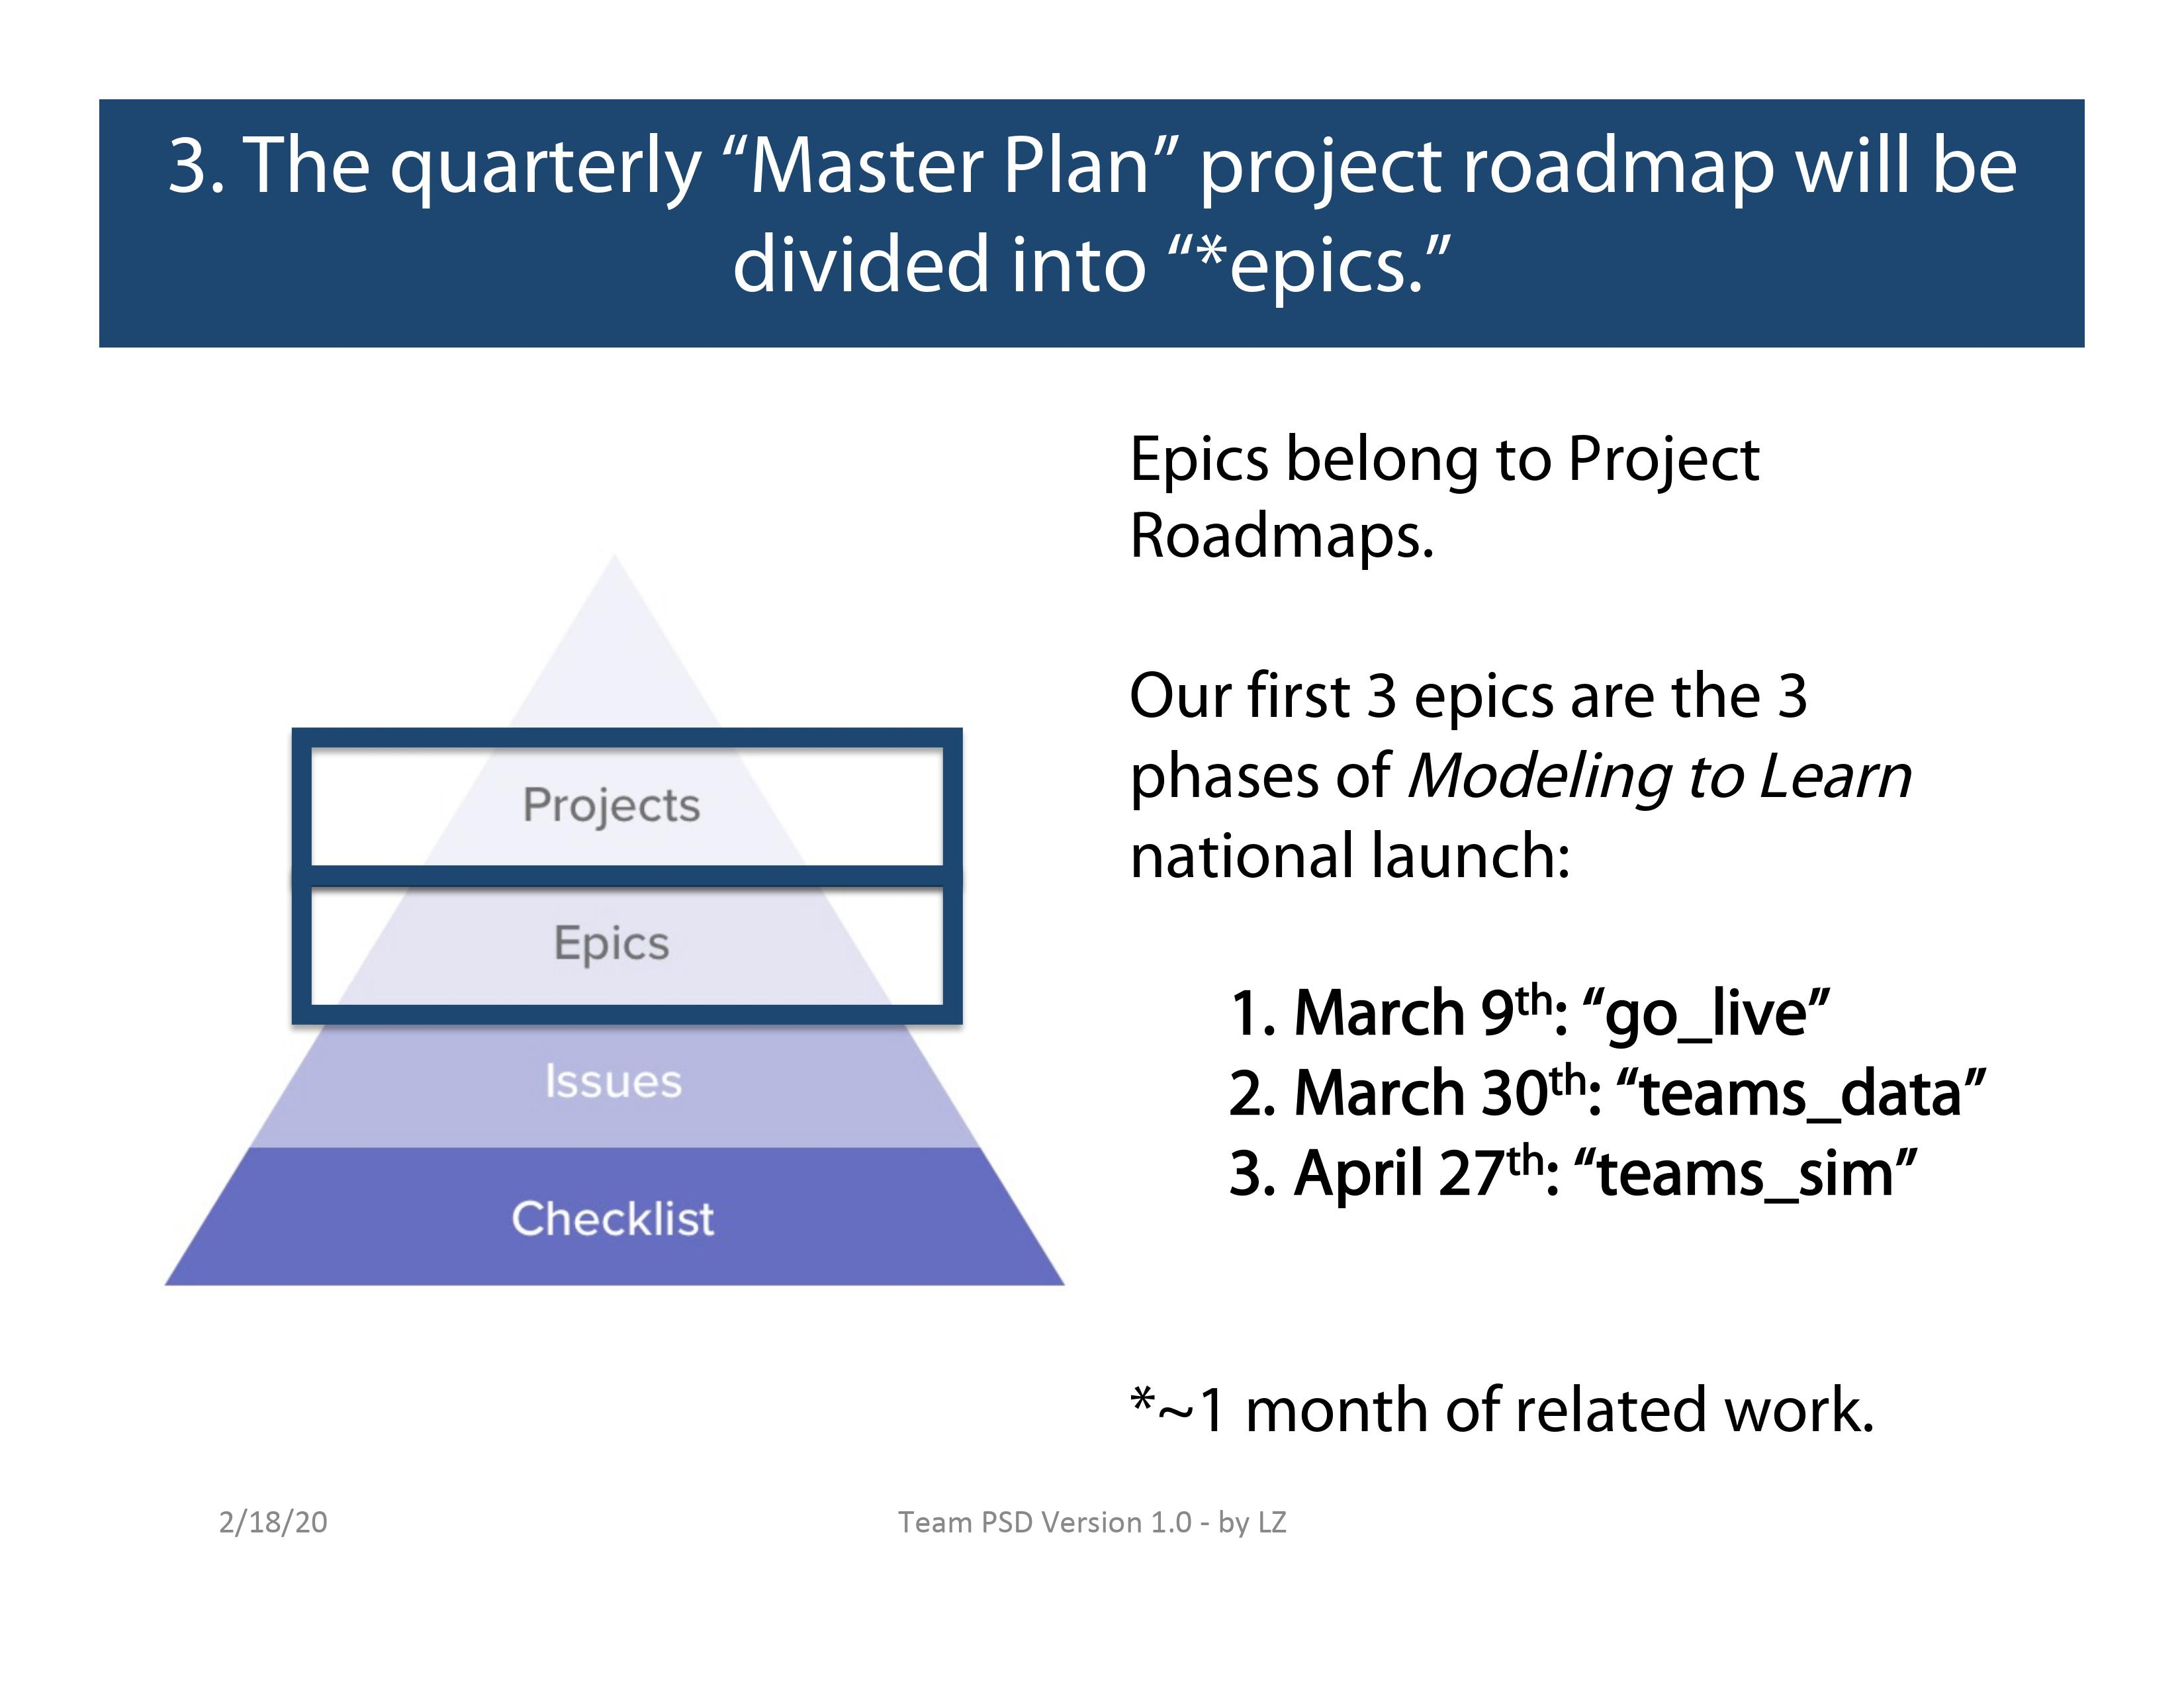 3. The quarterly “Master Plan” project roadmap will be
divided into “*epics.”
Epics belong to Project
Roadmaps.
Our first 3 epics are the 3
phases of Modeling to Learn
national launch:
1. March 9th: “go_live”
2. March 30th: “teams_data”
3. April 27th: “teams_sim”
*~1 month of related work.
Projects
Epics
Issues
Checklist
2/18/20
Team PSD Version 1.0 - by LZ